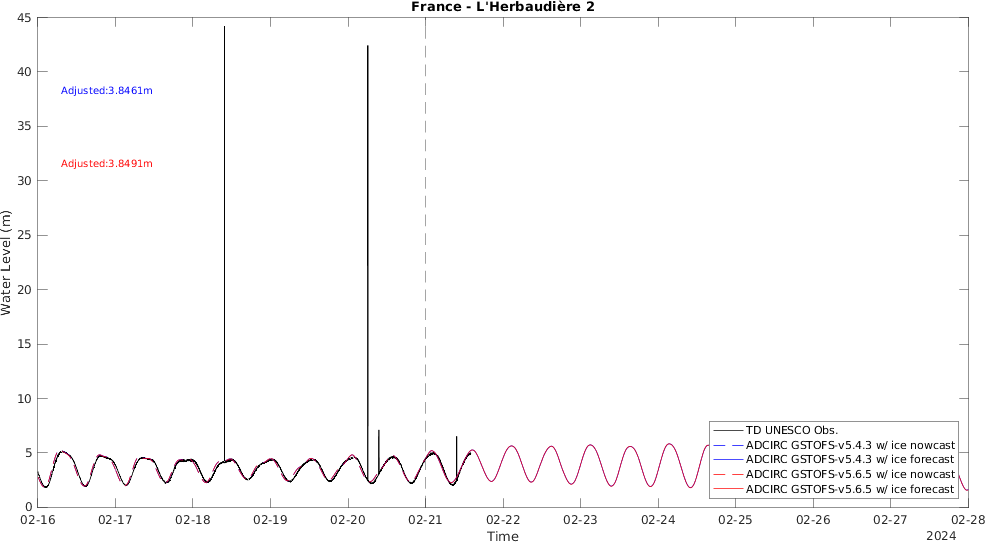 France - L'Herbaudière 2
45
40
35
30
25
20
15
10
5
0
Water Level (m)
Adjusted:3.8461m
Adjusted:3.8491m
TD UNESCO Obs.
ADCIRC GSTOFS-v5.4.3 w/ ice nowcast
ADCIRC GSTOFS-v5.4.3 w/ ice forecast
ADCIRC GSTOFS-v5.6.5 w/ ice nowcast
ADCIRC GSTOFS-v5.6.5 w/ ice forecast
02-16 02-17 02-18 02-19 02-20 02-21 02-22 02-23 02-24 02-25 02-26 02-27 02-28
Time
2024